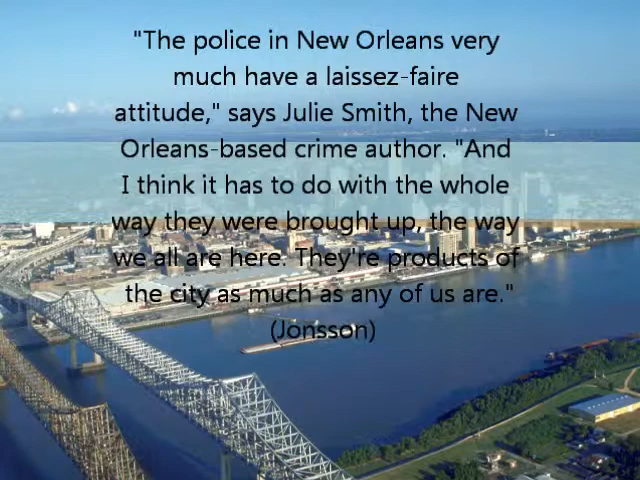 "The police in New Orleans very
much have a laissez-faire
attitude," says Julie Smith, the New
Orleans-based crime author. "And
I think it has to do with the whole
way they were brought up, the way
we all are here. They're products of
the city as much as any of us are."
(Jonsson)